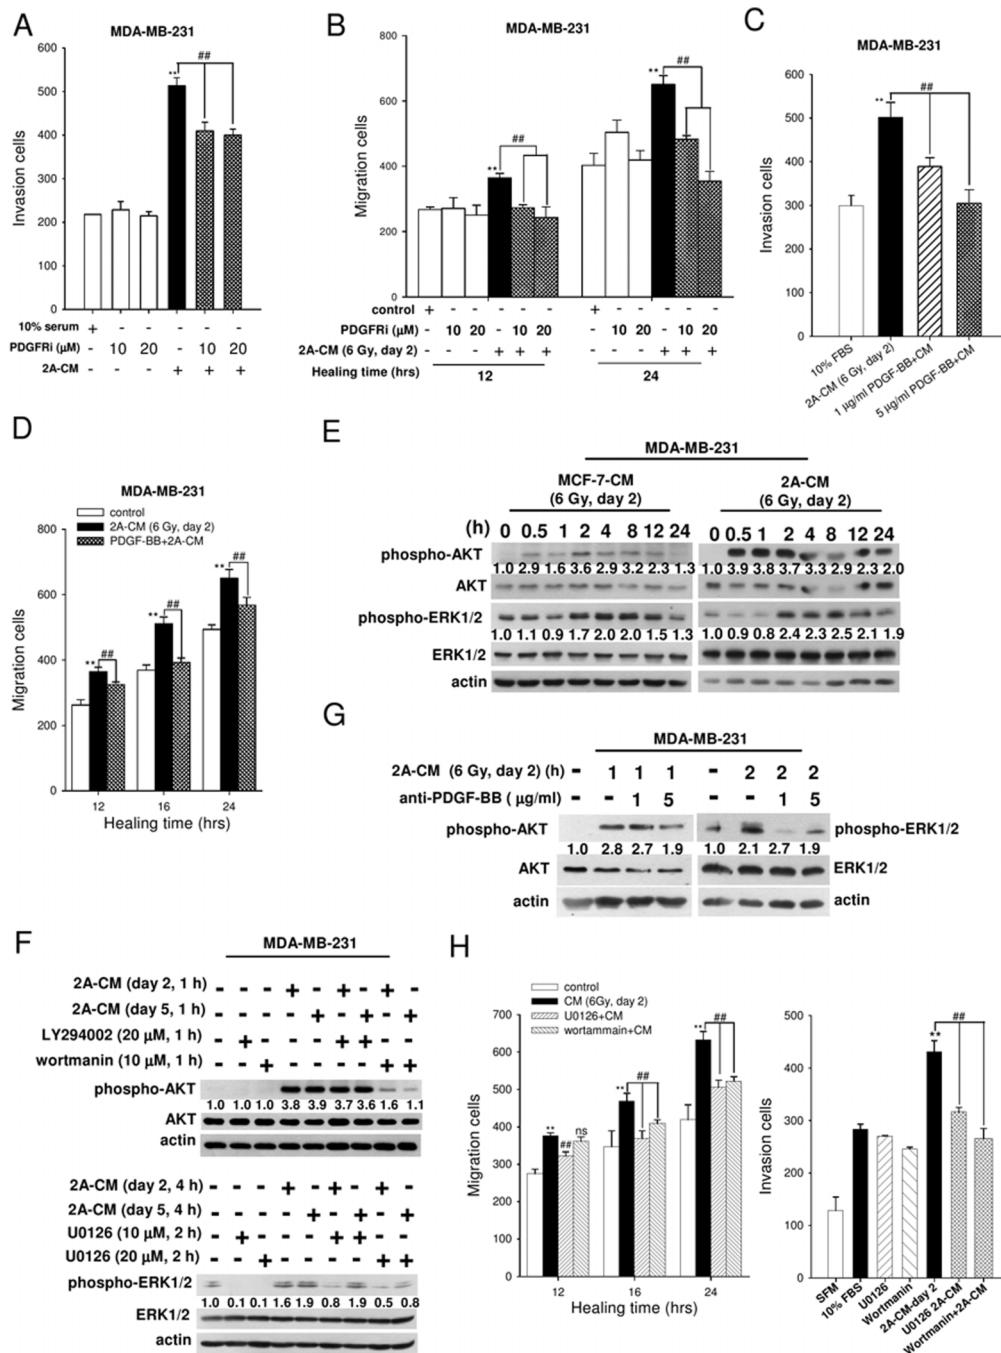 A
MDA-MB-231
Invasion cells
600
500
400
300
200
100
0
**
##
10% serum + - - - - -
PDGFRi (µM) - 10 20 - 10 20
2A-CM - - - + + +
B
MDA-MB-231
Migration cells
800
600
400
200
0
**
##
**
##
control + - - - - - + - - - - -
PDGFRi (µM) - 10 20 - 10 20 - 10 20 - 10 20
2A-CM (6 Gy, day 2) - - - + + + - - - + + +
Healing time (hrs) 12 24
C
MDA-MB-231
Invasion cells
600
500
400
300
200
100
0
**
##
10% FBS
2A-CM (6 Gy, day 2)
1 µg/ml PDGF-BB+CM
5 µg/ml PDGF-BB+CM
D
MDA-MB-231
control
2A-CM (6 Gy, day 2)
PDGF-BB+2A-CM
Migration cells
800
600
400
200
0
** ##
** ##
** ##
12 16 24
Healing time (hrs)
E
MDA-MB-231
MCF-7-CM
(6 Gy, day 2)
2A-CM
(6 Gy, day 2)
(h) 0 0.5 1 2 4 8 12 24 0 0.5 1 2 4 8 12 24
phospho-AKT
1.0 2.9 1.6 3.6 2.9 3.2 2.3 1.3 1.0 3.9 3.8 3.7 3.3 2.9 2.3 2.0
AKT
phospho-ERK1/2
1.0 1.1 0.9 1.7 2.0 2.0 1.5 1.3 1.0 0.9 0.8 2.4 2.3 2.5 2.1 1.9
ERK1/2
actin
G
MDA-MB-231
2A-CM (6 Gy, day 2) (h) - 1 1 1 - 2 2 2
anti-PDGF-BB ( µg/ml) - - 1 5 - - 1 5
phospho-AKT phospho-ERK1/2
1.0 2.8 2.7 1.9 1.0 2.1 2.7 1.9
AKT ERK1/2
actin actin
F
MDA-MB-231
2A-CM (day 2, 1 h) - - - + - + - + -
2A-CM (day 5, 1 h) - - - - + - + - +
LY294002 (20 µM, 1 h) - + - - - + + - -
wortmanin (10 µM, 1 h) - - + - - - - + +
phospho-AKT
1.0 1.0 1.0 3.8 3.9 3.7 3.6 1.6 1.1
AKT
actin
2A-CM (day 2, 4 h) - - - + - + - + -
2A-CM (day 5, 4 h) - - - - + - + - +
U0126 (10 µM, 2 h) - + - - - + + - -
U0126 (20 µM, 2 h) - - + - - - - + +
phospho-ERK1/2
1.0 0.1 0.1 1.6 1.9 0.8 1.9 0.5 0.8
ERK1/2
actin
H
control
CM (6Gy, day 2)
U0126+CM
wortammain+CM
Migration cells
700
600
500
400
300
200
100
0
** ## ns
** ##
** ##
12 16 24
Healing time (hrs)
Invasion cells
500
400
300
200
100
0
**
##
SFM
10% FBS
U0126
Wortmanin
2A-CM-day 2
U0126 2A-CM
Wortmanin+2A-CM